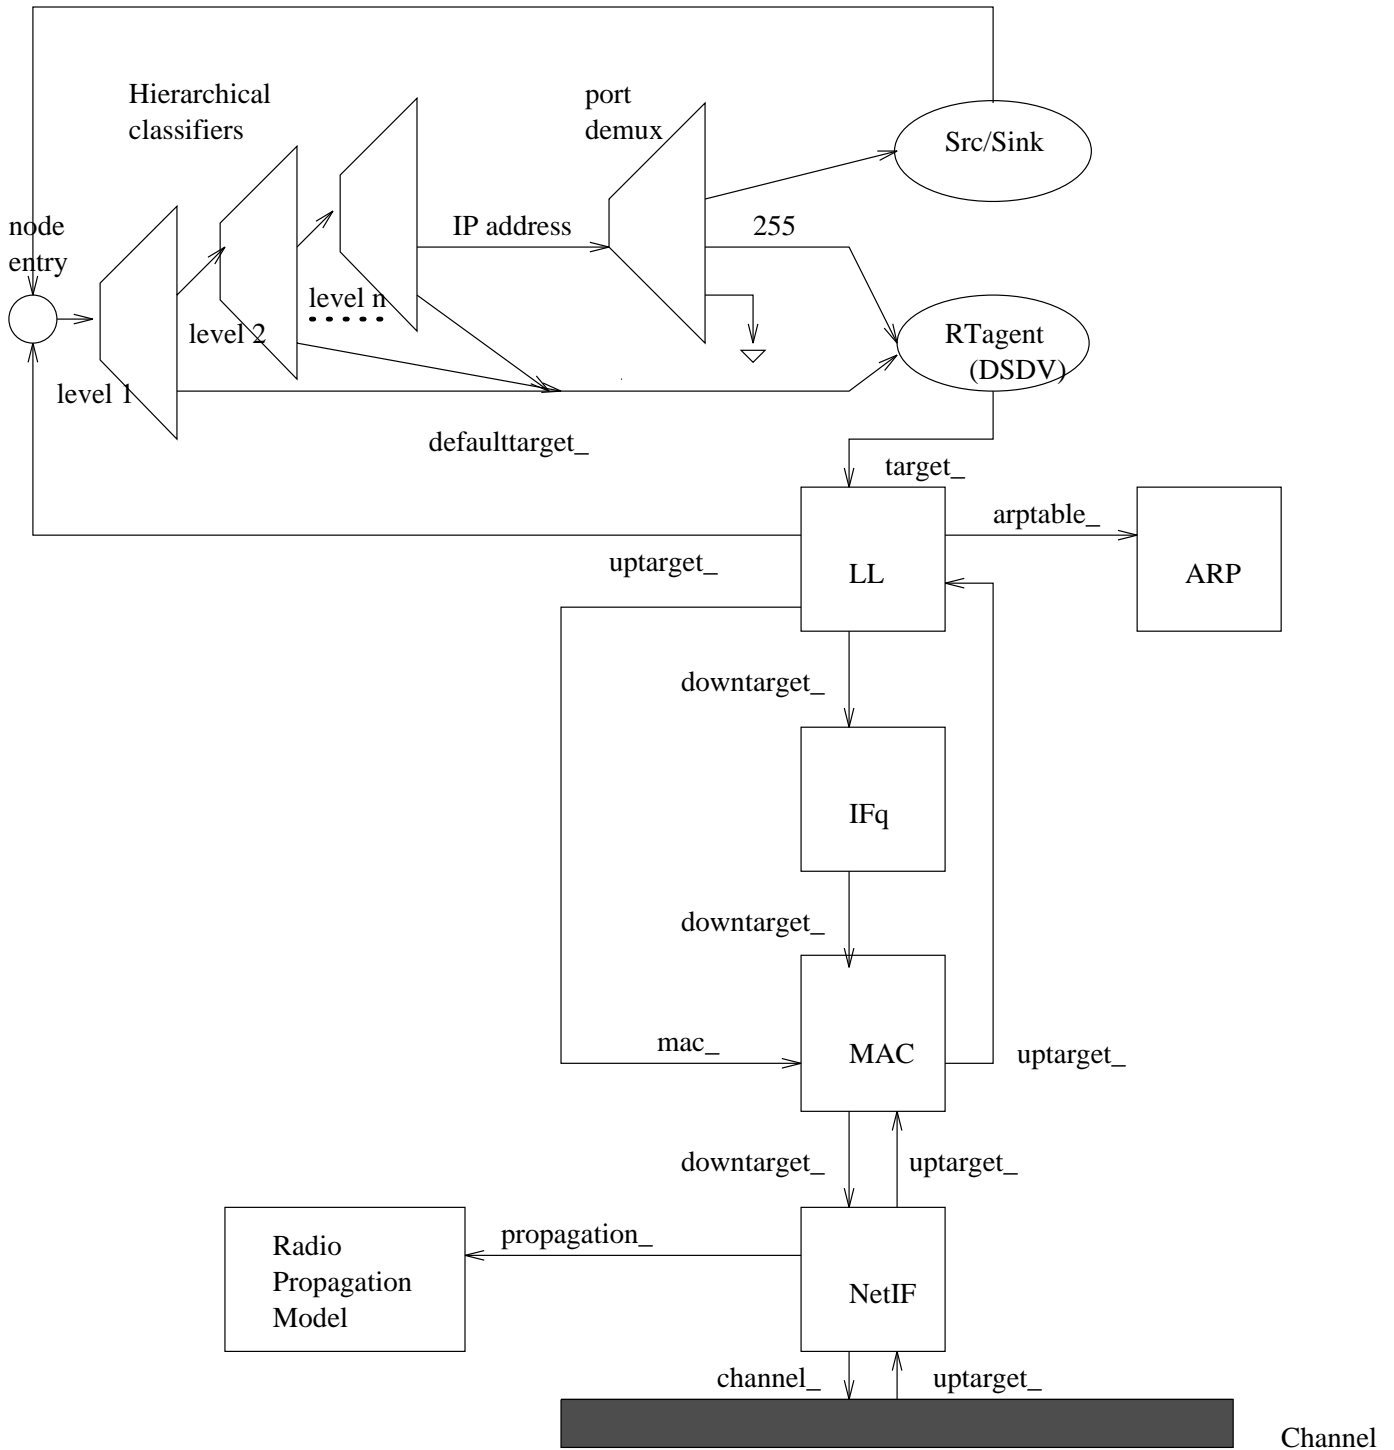 Hierarchical
classifiers
port
demux
Src/Sink
node
entry
IP address
255
level n
level 2
level 1
RTagent
(DSDV)
defaulttarget_
target_
arptable_
uptarget_
LL
ARP
downtarget_
IFq
downtarget_
mac_
MAC
uptarget_
downtarget_
uptarget_
Radio
Propagation
Model
propagation_
NetIF
channel_
uptarget_
Channel